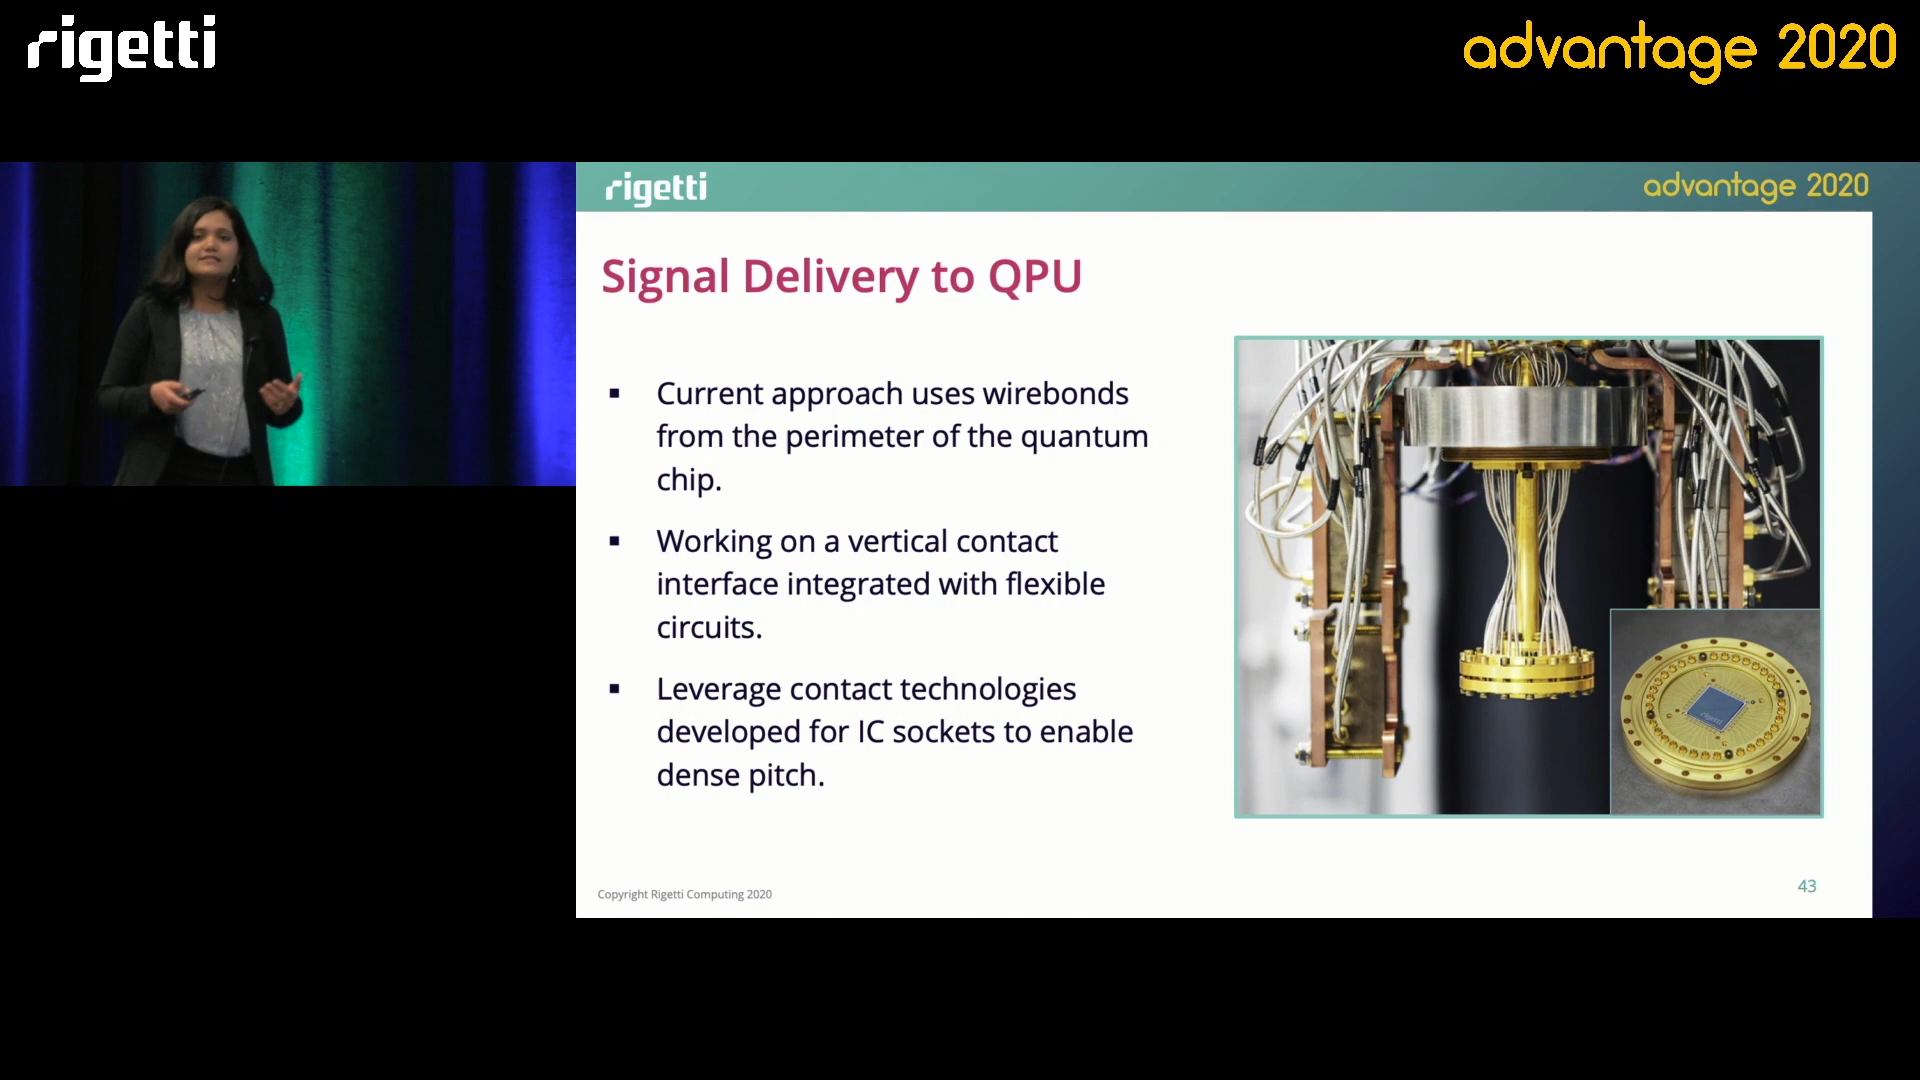 rigetti
advantage 2020
rigetti
advantage 2020
Signal Delivery to QPU
▪ Current approach uses wirebonds
from the perimeter of the quantum
chip.
▪ Working on a vertical contact
interface integrated with flexible
circuits.
▪ Leverage contact technologies
developed for IC sockets to enable
dense pitch.
rigetti
Copyright Rigetti Computing 2020
43